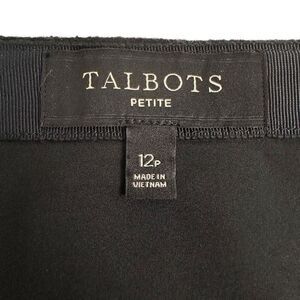 TALBOTS
PETITE
12P
MADE IN
VIETNAM